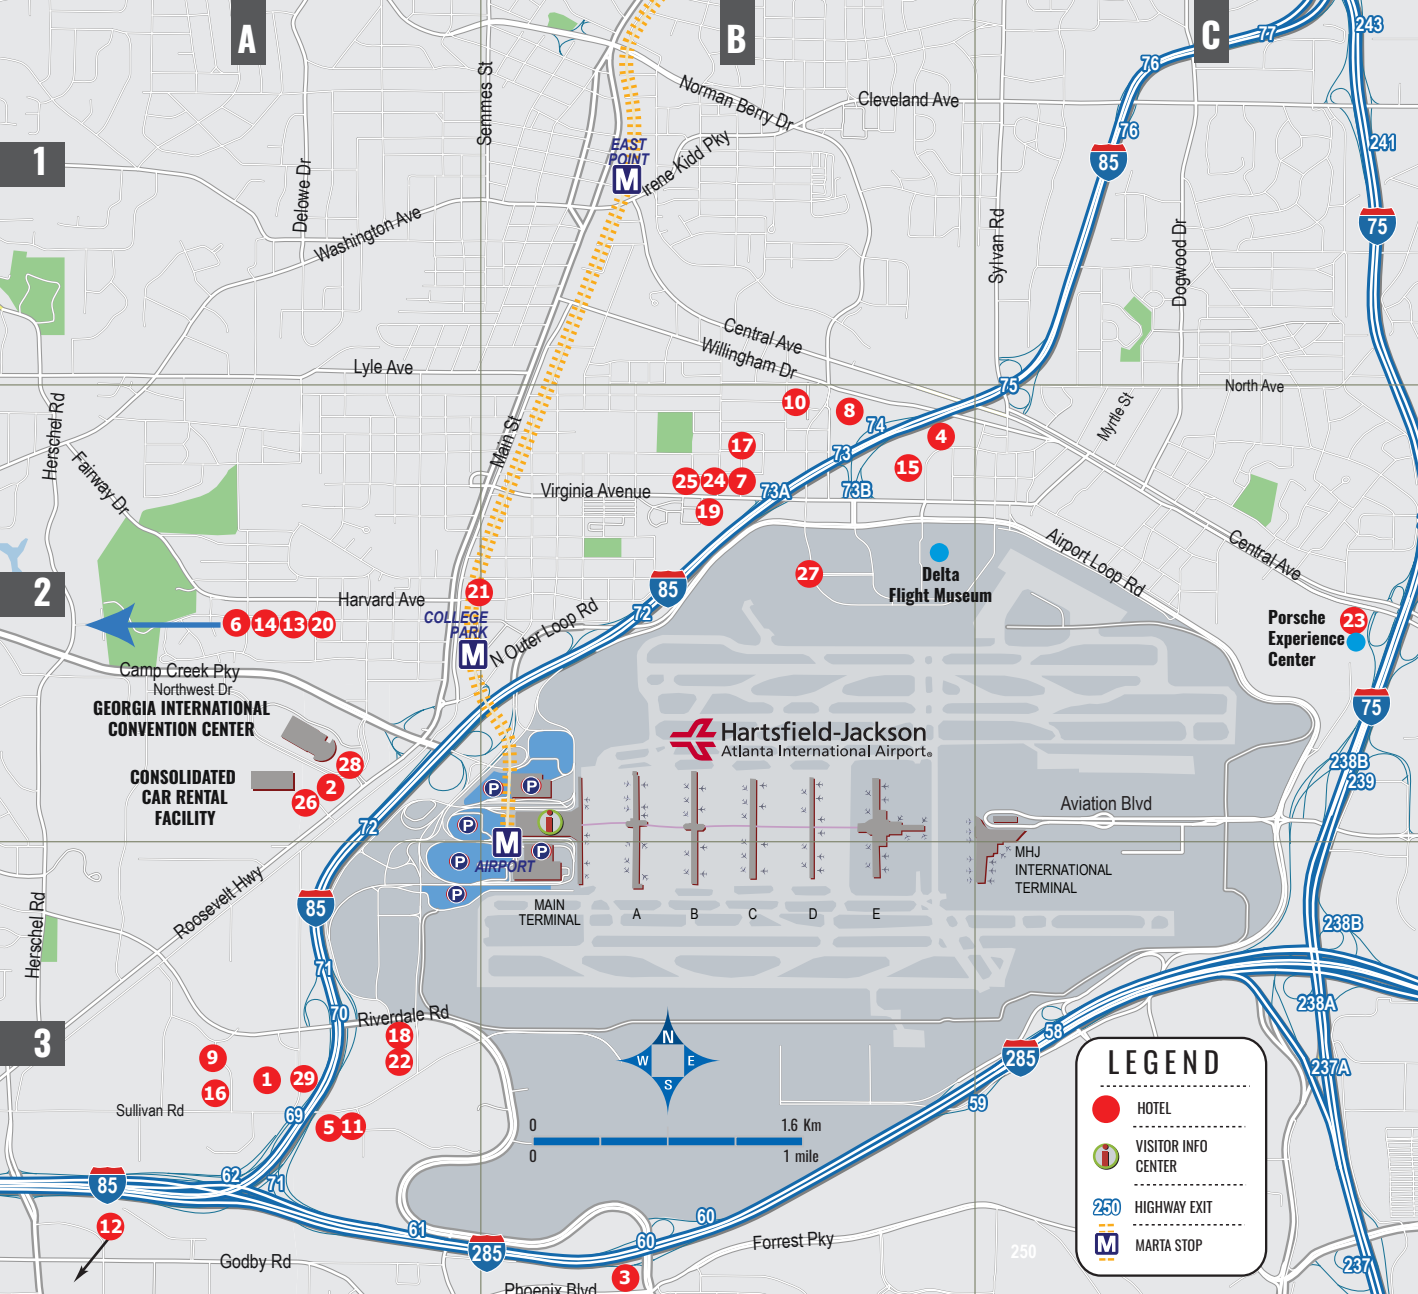 A
B
C
77
243
76
Norman Berry Dr
Cleveland Ave
Semmes St
76
241
EAST
POINT
M
Irene Kidd Pky
1
85
Delowe Dr
Washington Ave
Sylvan Rd
Dogwood Dr
75
Central Ave
Willingham Dr
Lyle Ave
75
North Ave
Herschel Rd
Main St
10
8
74
4
Myrtle St
17
73
15
Fairway Dr
25
24
7
73A
73B
Virginia Avenue
19
Airport Loop Rd
Central Ave
Delta
Flight Museum
27
85
2
21
Harvard Ave
72
N Outer Loop Rd
COLLEGE
PARK
M
6
14
13
20
Porsche
Experience
Center
23
Camp Creek Pky
Northwest Dr
GEORGIA INTERNATIONAL
CONVENTION CENTER
75
Hartsfield-Jackson
Atlanta International Airport®
28
CONSOLIDATED
CAR RENTAL
FACILITY
2
26
238B
239
P
P
P
i
Aviation Blvd
72
M
AIRPORT
P
P
P
MHJ
INTERNATIONAL
TERMINAL
Roosevelt Hwy
85
MAIN
TERMINAL
A
B
C
D
E
238B
Herschel Rd
71
238A
70
Riverdale Rd
18
22
58
285
N
W
E
S
3
9
16
1
29
237A
59
Sullivan Rd
69
5
11
0
1.6 Km
0
1 mile
LEGEND
HOTEL
i
VISITOR INFO
CENTER
250
HIGHWAY EXIT
M
MARTA STOP
85
62
71
12
61
285
60
60
Godby Rd
Forrest Pky
250
237
Phoenix Blvd
3